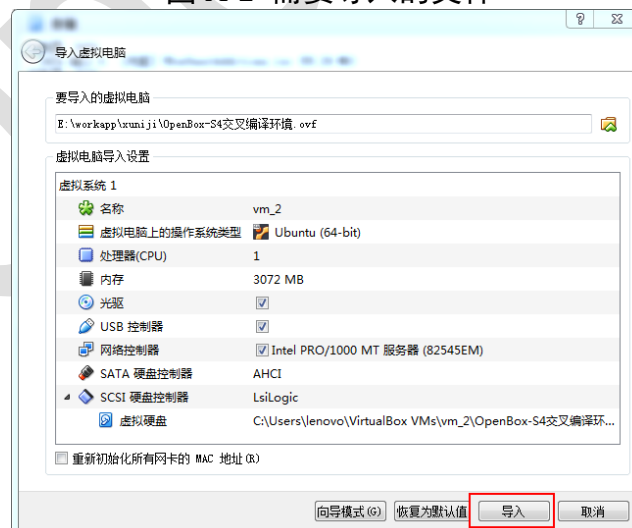 导入虚拟电脑
要导入的虚拟电脑
E:\workapp\xuniji\OpenBox-S4交叉编译环境.ovf
虚拟电脑导入设置
虚拟系统 1
名称 vm_2
虚拟电脑上的操作系统类型 Ubuntu (64-bit)
处理器(CPU) 1
内存 3072 MB
光驱
USB 控制器
网络控制器 Intel PRO/1000 MT 服务器 (82545EM)
SATA 硬盘控制器 AHCI
SCSI 硬盘控制器 LsiLogic
虚拟硬盘 C:\Users\lenovo\VirtualBox VMs\vm_2\OpenBox-S4交叉编译环...
重新初始化所有网卡的 MAC 地址(R)
向导模式(G) 恢复为默认值 导入 取消